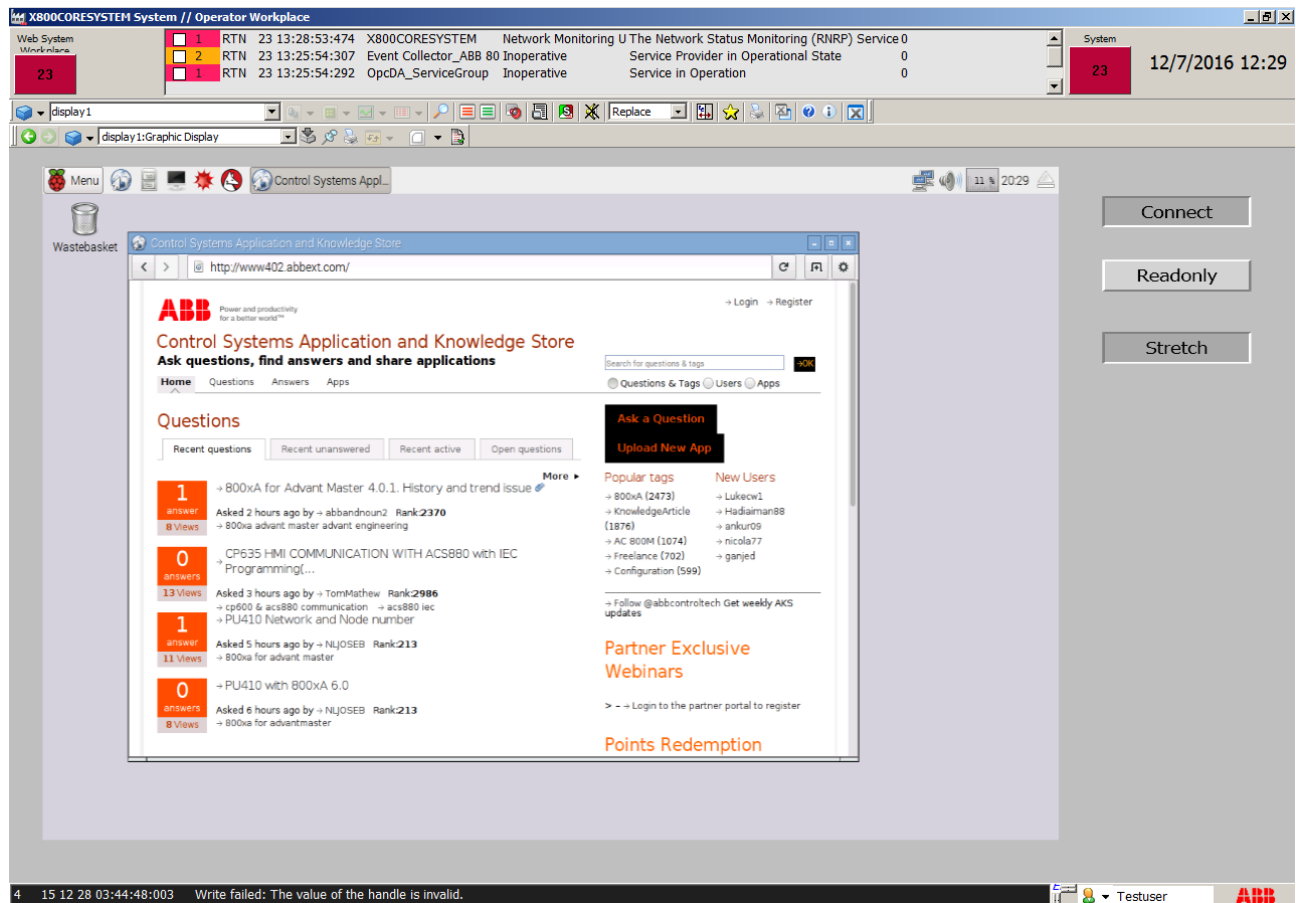 X800CORESYSTEM System // Operator Workplace
Web System Workplace
23
1 RTN 23 13:28:53:474 X800CORESYSTEM Network Monitoring U The Network Status Monitoring (RNRP) Service 0
2 RTN 23 13:25:54:307 Event Collector_ABB 80 Inoperative Service Provider in Operational State 0
1 RTN 23 13:25:54:292 OpcDA_ServiceGroup Inoperative Service in Operation 0
System
23
12/7/2016 12:29
display1
Replace
display1:Graphic Display
Menu
Control Systems Appl...
11 %
20:29
Wastebasket
Connect
Readonly
Stretch
Control Systems Application and Knowledge Store
http://www402.abbext.com/
ABB
Power and productivity
for a better world™
→ Login → Register
Control Systems Application and Knowledge Store
Ask questions, find answers and share applications
Search for questions & tags
→OK
Home Questions Answers Apps
Questions & Tags Users Apps
Questions
Recent questions Recent unanswered Recent active Open questions
More ▸
1
answer
8 Views
→ 800xA for Advant Master 4.0.1. History and trend issue
Asked 2 hours ago by → abbandnoun2 Rank:2370
→ 800xa advant master advant engineering
0
answers
13 Views
→ CP635 HMI COMMUNICATION WITH ACS880 with IEC
Programming(...
Asked 3 hours ago by → TomMathew Rank:2986
→ cp600 & acs880 communication → acs880 iec
1
answer
11 Views
→ PU410 Network and Node number
Asked 5 hours ago by → NLJOSEB Rank:213
→ 800xa for advant master
0
answers
8 Views
→ PU410 with 800xA 6.0
Asked 6 hours ago by → NLJOSEB Rank:213
→ 800xa for advantmaster
Ask a Question
Upload New App
Popular tags
→ 800xA (2473)
→ KnowledgeArticle
(1876)
→ AC 800M (1074)
→ Freelance (702)
→ Configuration (599)
New Users
→ Lukecw1
→ Hadiaiman88
→ ankur09
→ nicola77
→ ganjed
→ Follow @abbcontroltech Get weekly AKS
updates
Partner Exclusive
Webinars
> – → Login to the partner portal to register
Points Redemption
4 15 12 28 03:44:48:003 Write failed: The value of the handle is invalid.
Testuser
ABB